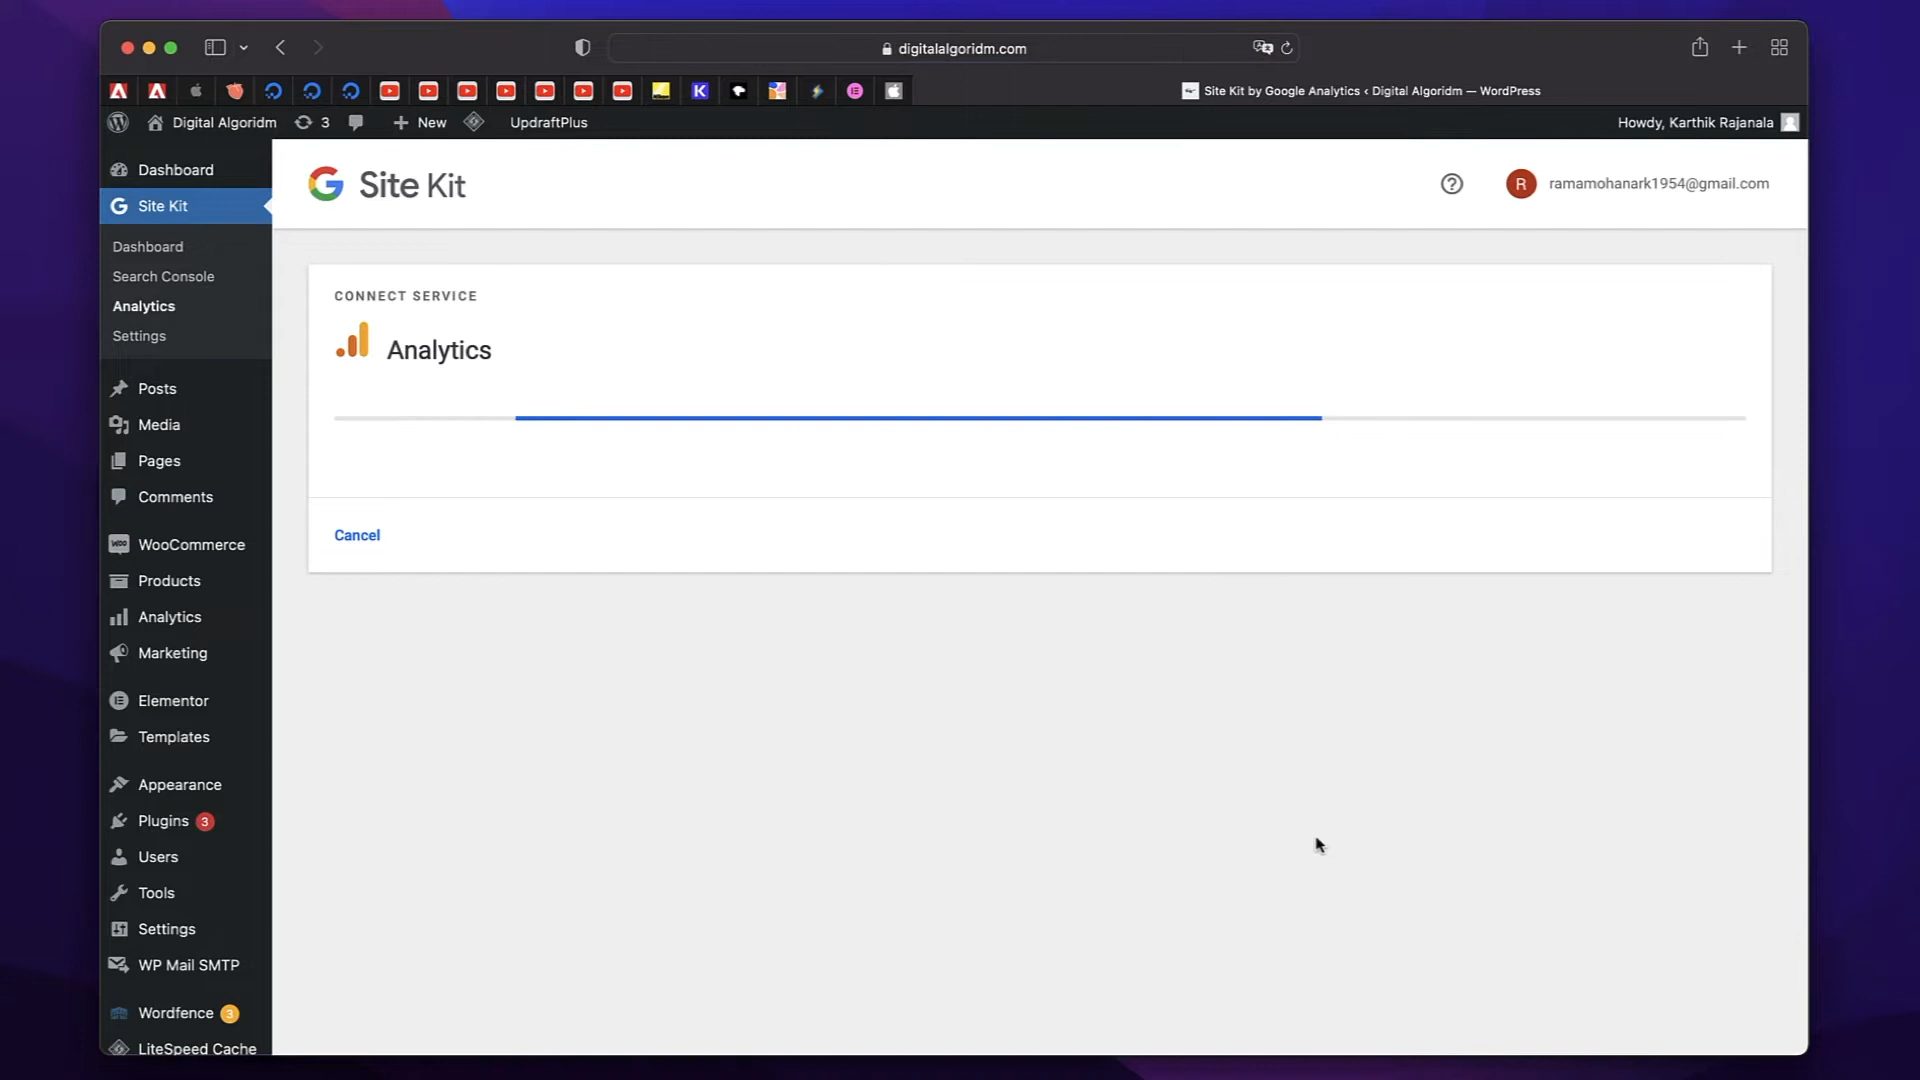 digitalalgoridm.com
Site Kit by Google Analytics ‹ Digital Algoridm — WordPress
Digital Algoridm 3 New UpdraftPlus Howdy, Karthik Rajanala
Dashboard
Site Kit
Dashboard
Search Console
Analytics
Settings
Posts
Media
Pages
Comments
WooCommerce
Products
Analytics
Marketing
Elementor
Templates
Appearance
Plugins 3
Users
Tools
Settings
WP Mail SMTP
Wordfence 3
LiteSpeed Cache
Site Kit
R ramamohanark1954@gmail.com
CONNECT SERVICE
Analytics
Cancel